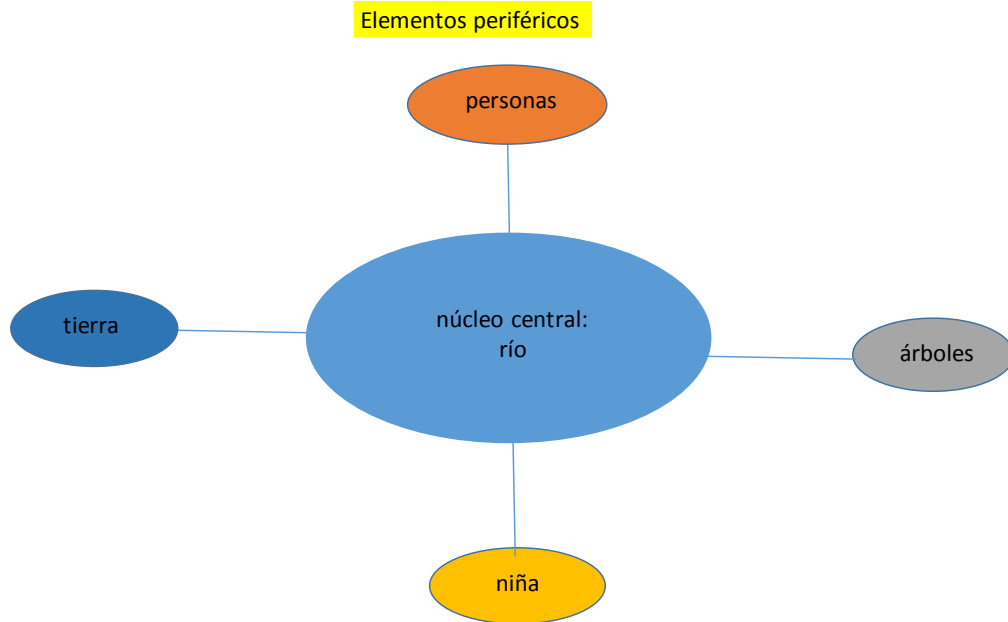 Elementos periféricos
personas
tierra
núcleo central:
río
árboles
niña